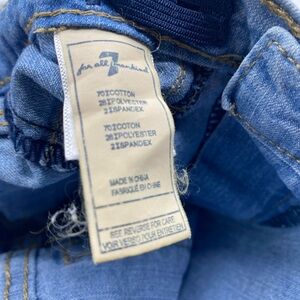 7
for all mankind
70%COTTON
28%POLYESTER
2%SPANDEX
70%COTON
28%POLYESTER
2%SPANDEX
MADE IN CHINA
FABRIQUÉ EN CHINE
SEE REVERSE FOR CARE
VOIR VERSO POUR ENTRETIEN